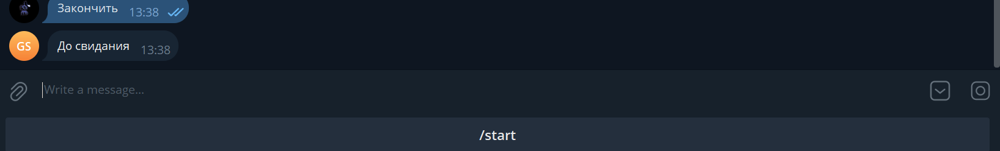 Закончить 13:38
GS
До свидания 13:38
Write a message...
/start